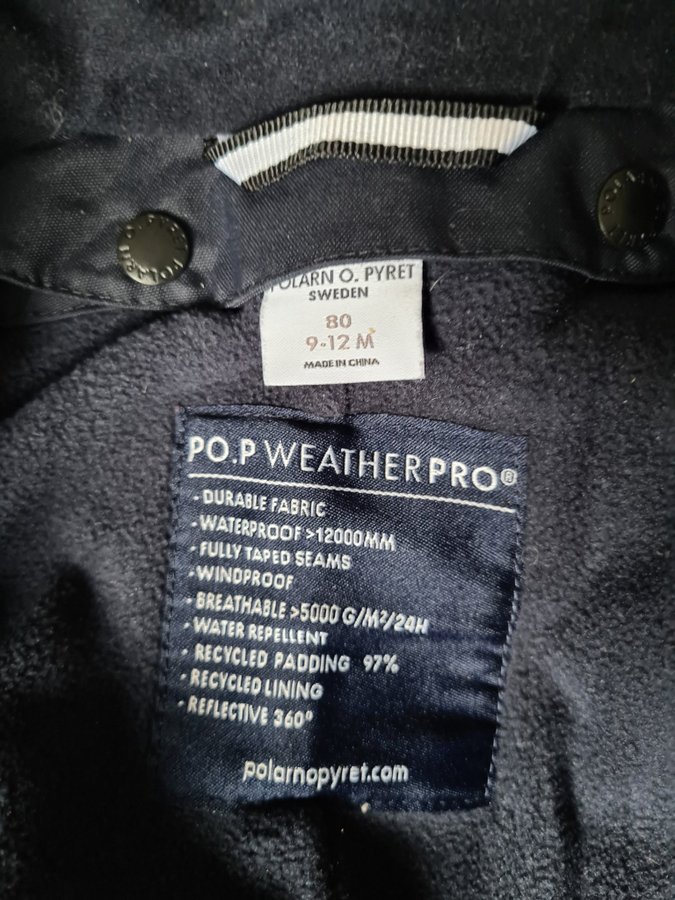 POLARN O. PYRET
SWEDEN
80
9-12 M
MADE IN CHINA
PO.P WEATHERPRO®
- DURABLE FABRIC
- WATERPROOF >12000MM
- FULLY TAPED SEAMS
- WINDPROOF
- BREATHABLE >5000 G/M²/24H
- WATER REPELLENT
- RECYCLED PADDING 97%
- RECYCLED LINING
- REFLECTIVE 360°
polarnopyret.com